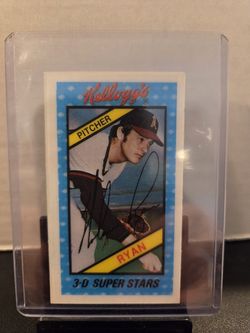 Kellogg's
PITCHER
RYAN
3-D SUPER STARS